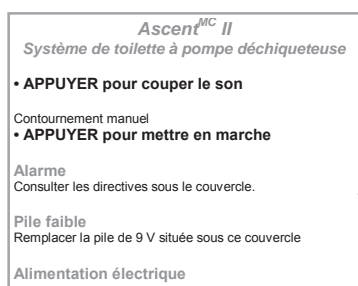 Ascent^MC II
Système de toilette à pompe déchiqueteuse
• APPUYER pour couper le son
Contournement manuel
• APPUYER pour mettre en marche
Alarme
Consulter les directives sous le couvercle.
Pile faible
Remplacer la pile de 9 V située sous ce couvercle
Alimentation électrique